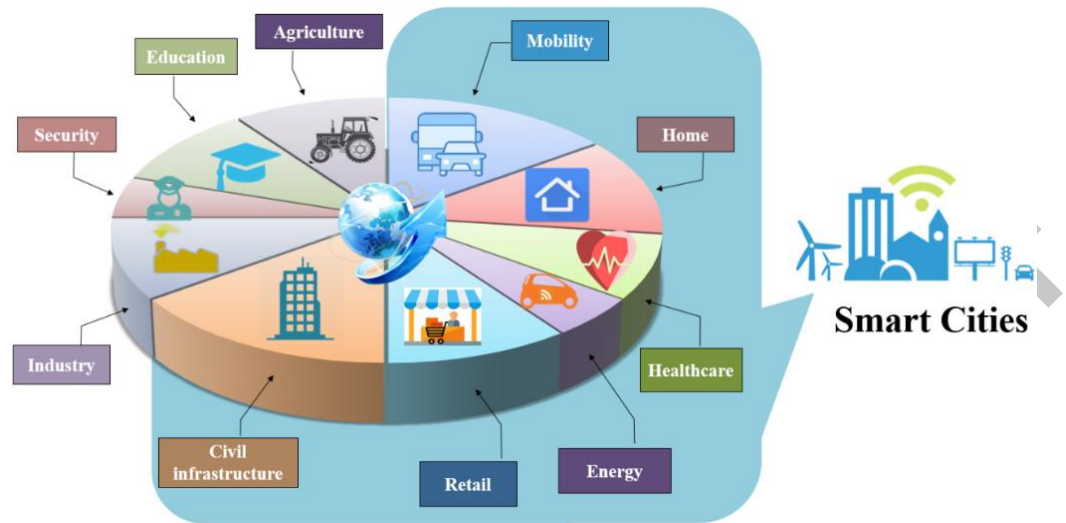 Agriculture
Mobility
Education
Security
Home
Smart Cities
Industry
Healthcare
Civil
infrastructure
Retail
Energy